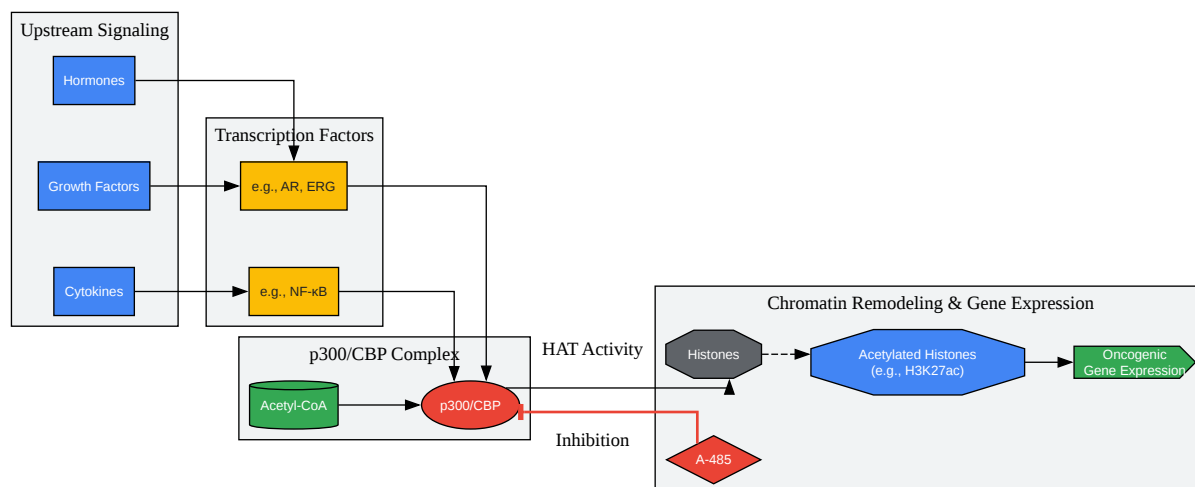 Upstream Signaling
Hormones
Growth Factors
Cytokines
Transcription Factors
e.g., AR, ERG
e.g., NF-κB
p300/CBP Complex
Acetyl-CoA
p300/CBP
HAT Activity
Inhibition
Chromatin Remodeling & Gene Expression
Histones
Acetylated Histones
(e.g., H3K27ac)
Oncogenic
Gene Expression
A-485